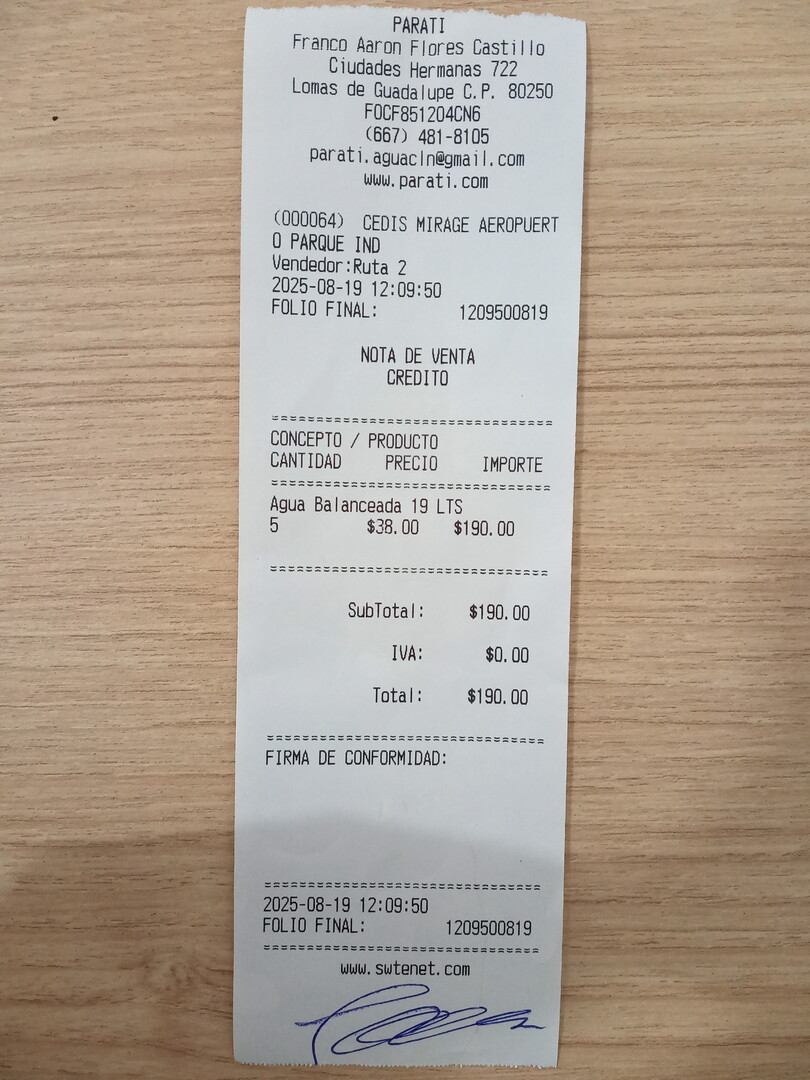 PARATI
Franco Aaron Flores Castillo
Ciudades Hermanas 722
Lomas de Guadalupe C.P. 80250
FOCF851204CN6
(667) 481-8105
parati.aguacln@gmail.com
www.parati.com
(000064) CEDIS MIRAGE AEROPUERT
O PARQUE IND
Vendedor:Ruta 2
2025-08-19 12:09:50
FOLIO FINAL: 1209500819
NOTA DE VENTA
CREDITO
===============================
CONCEPTO / PRODUCTO
CANTIDAD PRECIO IMPORTE
===============================
Agua Balanceada 19 LTS
5 $38.00 $190.00
===============================
SubTotal: $190.00
IVA: $0.00
Total: $190.00
===============================
FIRMA DE CONFORMIDAD:
===============================
2025-08-19 12:09:50
FOLIO FINAL: 1209500819
===============================
www.swtenet.com